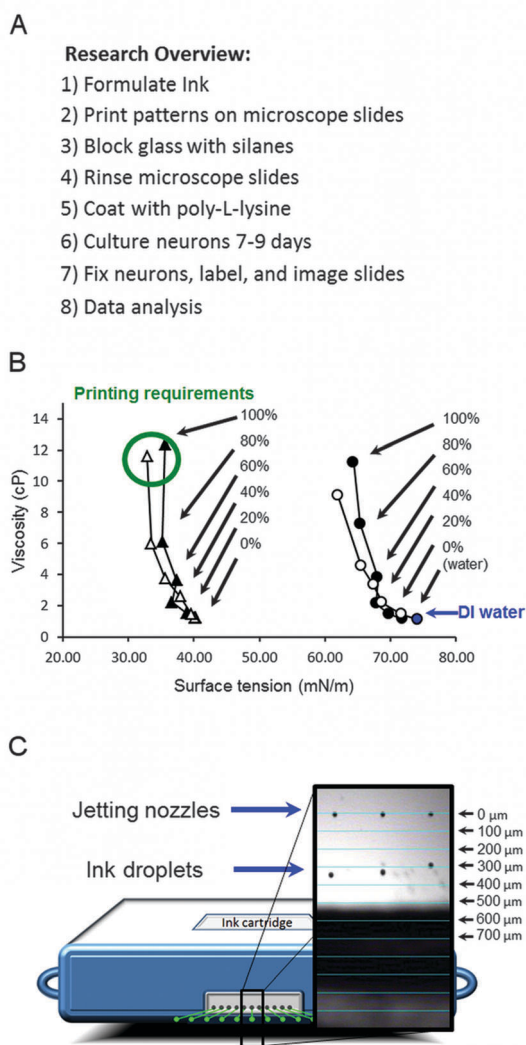 A
Research Overview:
1) Formulate Ink
2) Print patterns on microscope slides
3) Block glass with silanes
4) Rinse microscope slides
5) Coat with poly-L-lysine
6) Culture neurons 7-9 days
7) Fix neurons, label, and image slides
8) Data analysis
B
Printing requirements
14
12
10
8
6
4
2
0
Viscosity (cP)
100%
80%
60%
40%
20%
0%
100%
80%
60%
40%
20%
0%
(water)
DI water
20.00 30.00 40.00 50.00 60.00 70.00 80.00
Surface tension (mN/m)
C
Jetting nozzles
Ink droplets
Ink cartridge
0 µm
100 µm
200 µm
300 µm
400 µm
500 µm
600 µm
700 µm